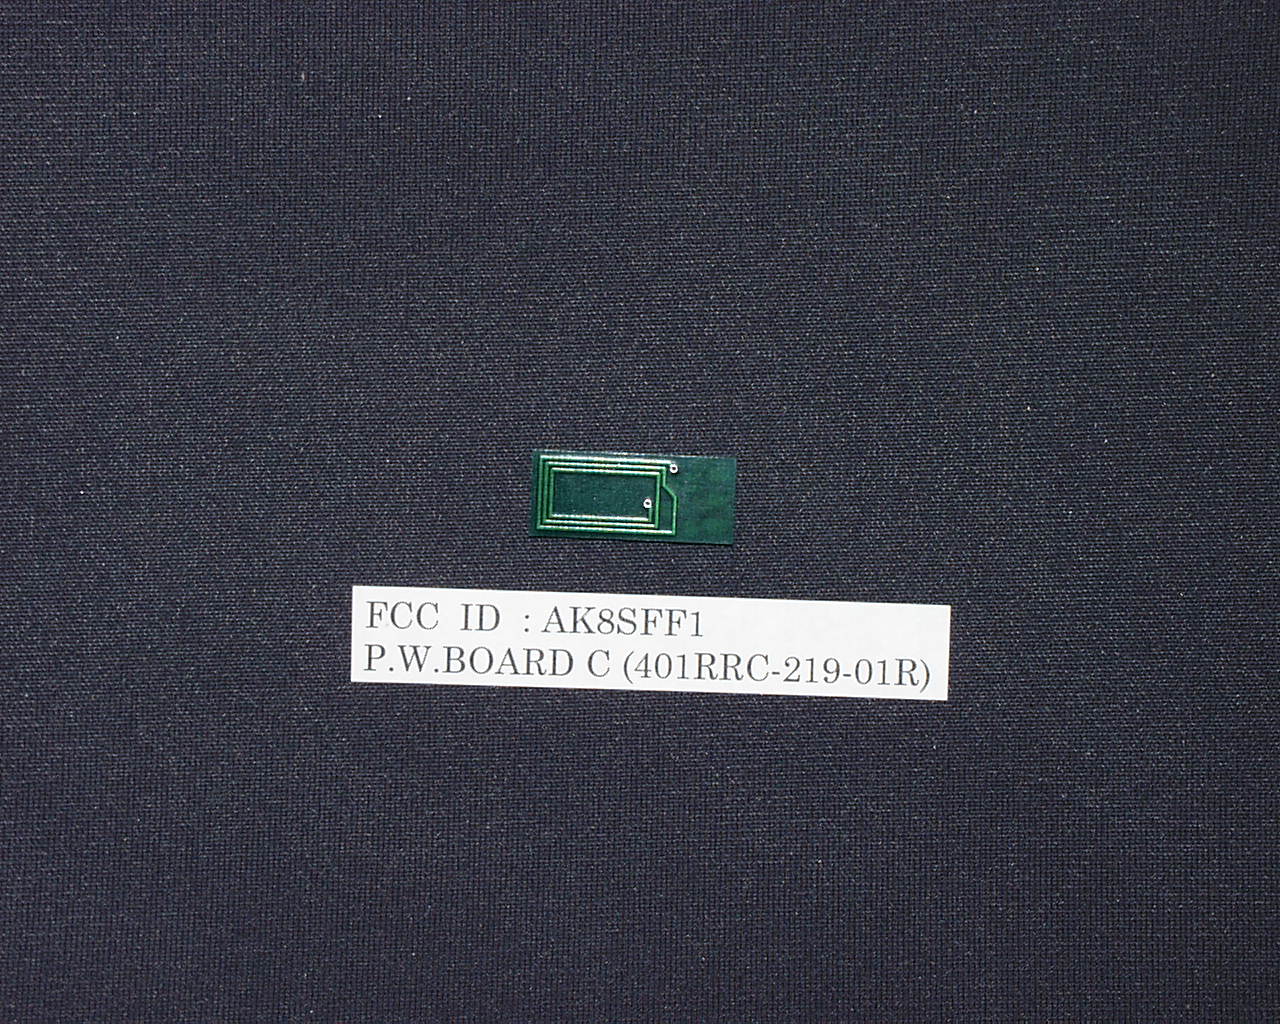 FCC ID : AK8SFF1
P.W.BOARD C (401RRC-219-01R)